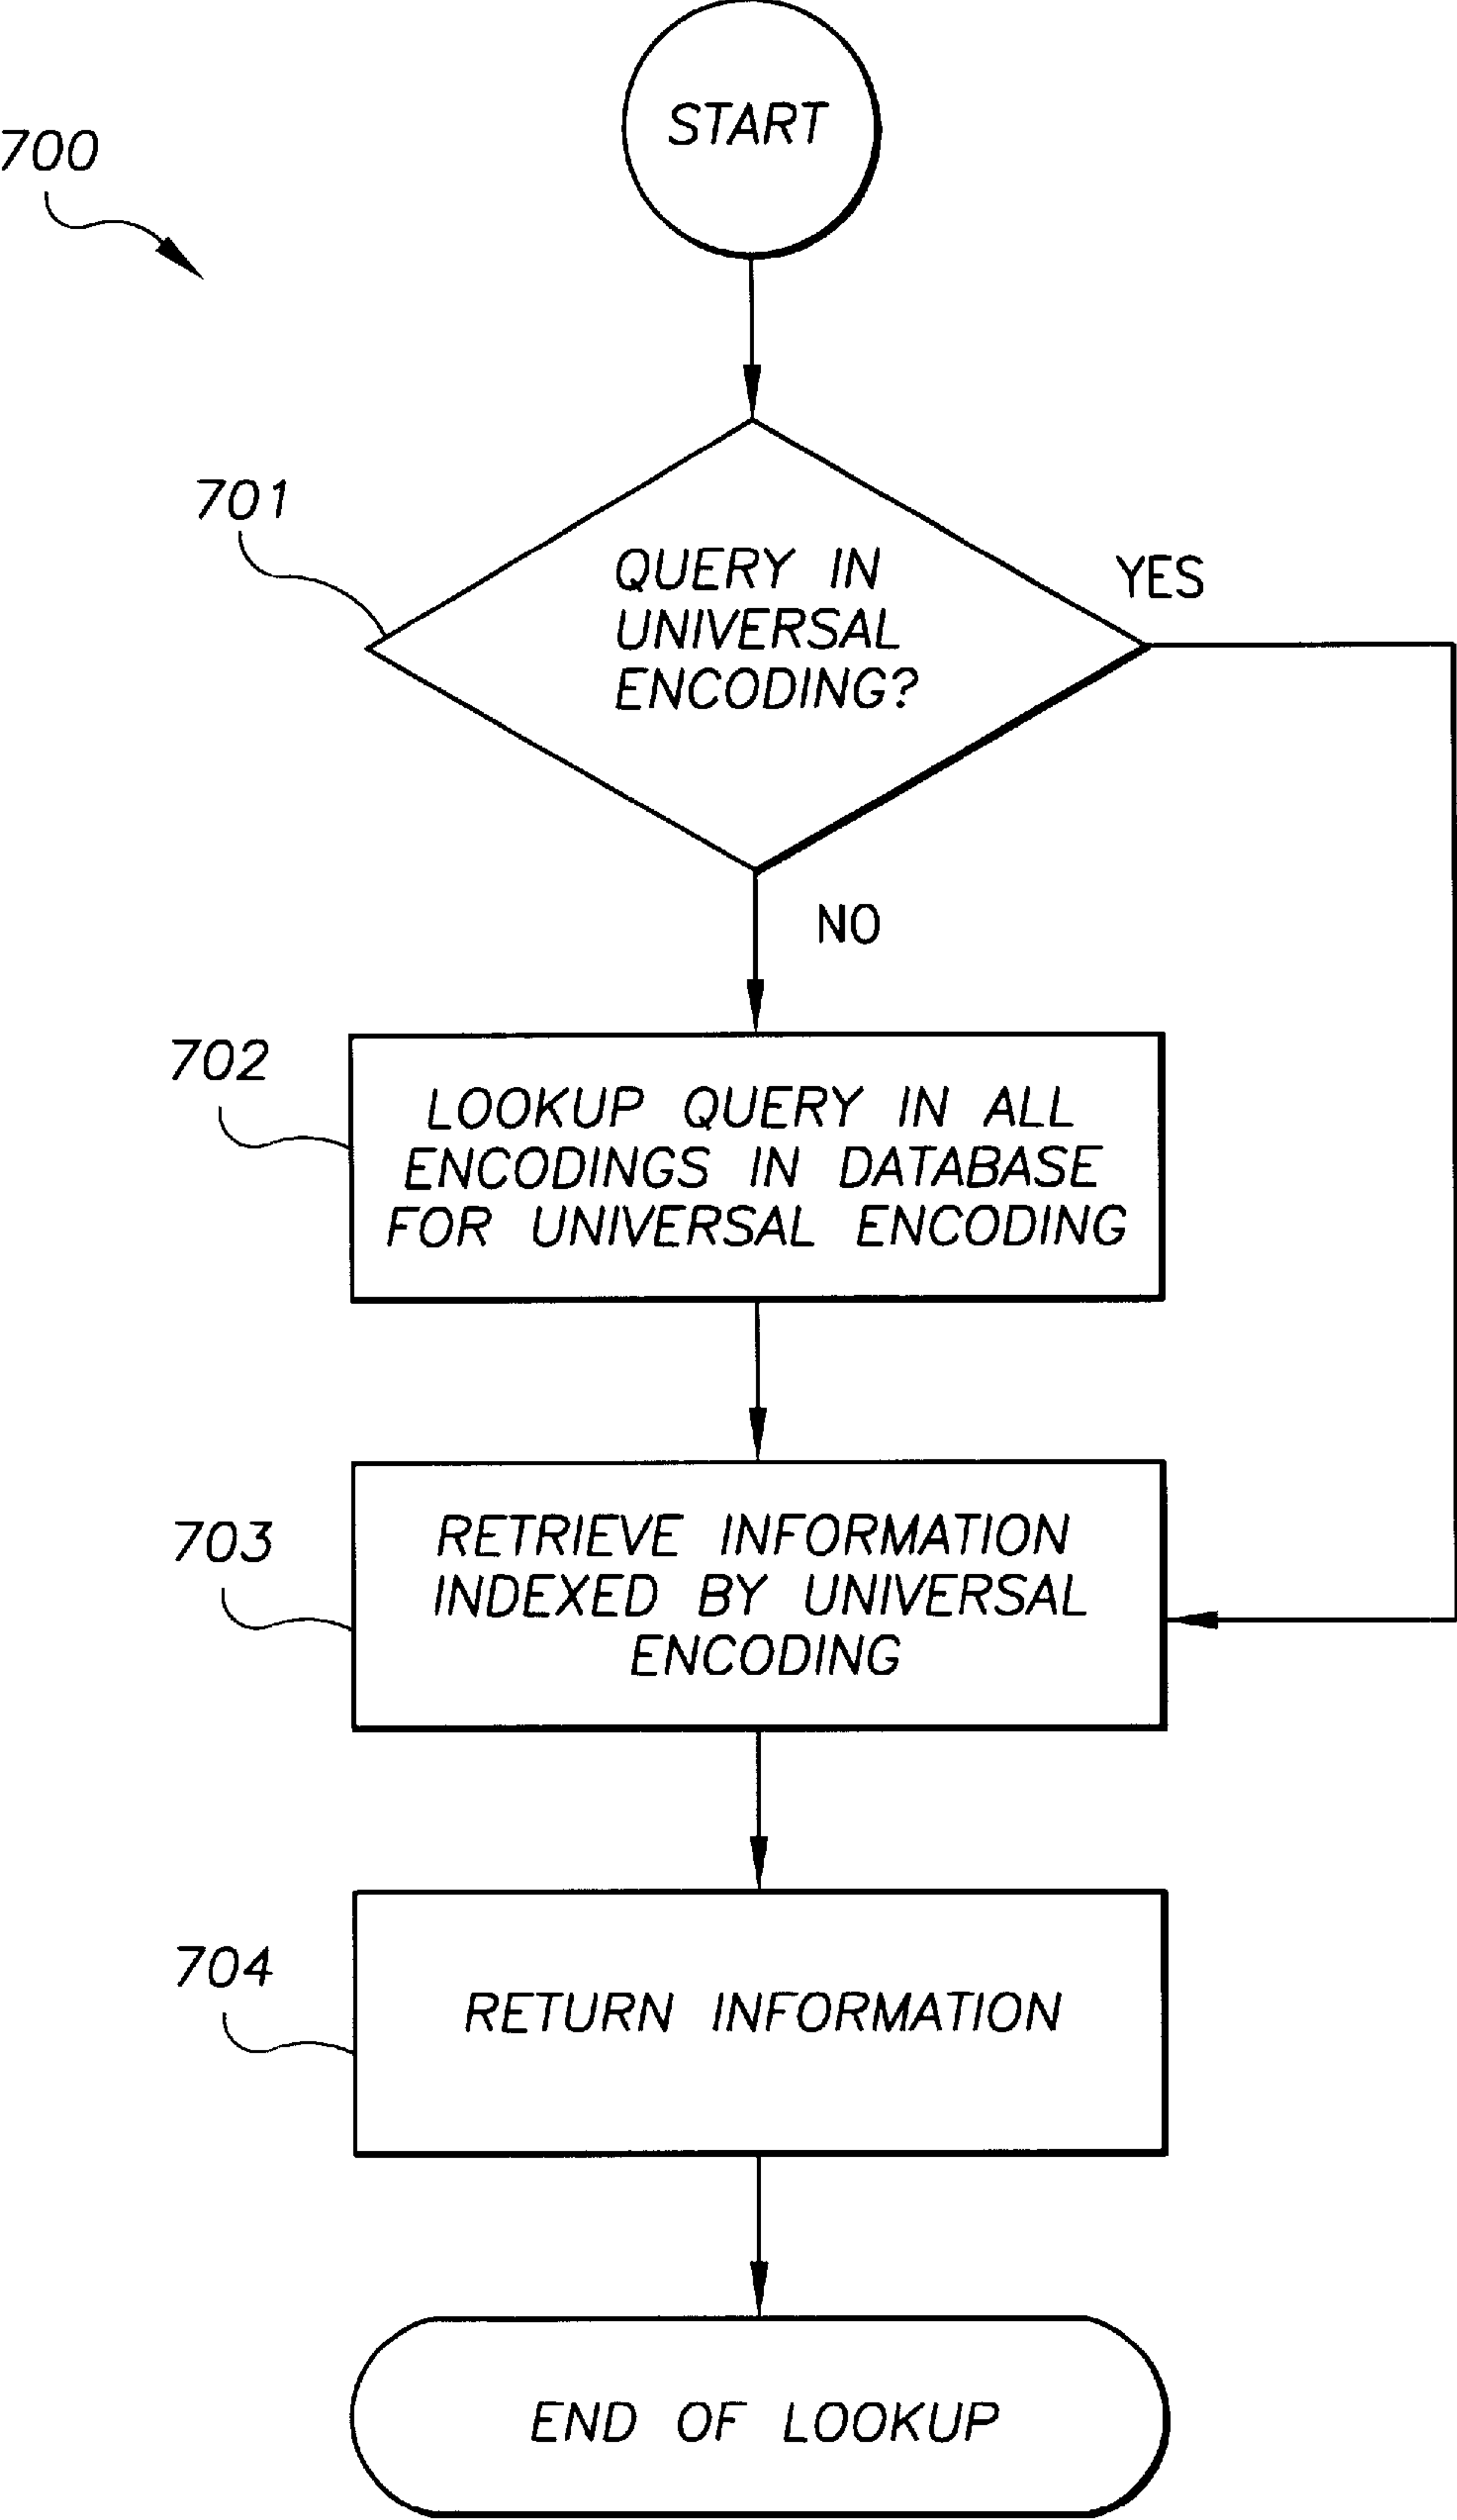 START
700
701
QUERY IN
UNIVERSAL
ENCODING?
YES
NO
702
LOOKUP QUERY IN ALL
ENCODINGS IN DATABASE
FOR UNIVERSAL ENCODING
703
RETRIEVE INFORMATION
INDEXED BY UNIVERSAL
ENCODING
704
RETURN INFORMATION
END OF LOOKUP